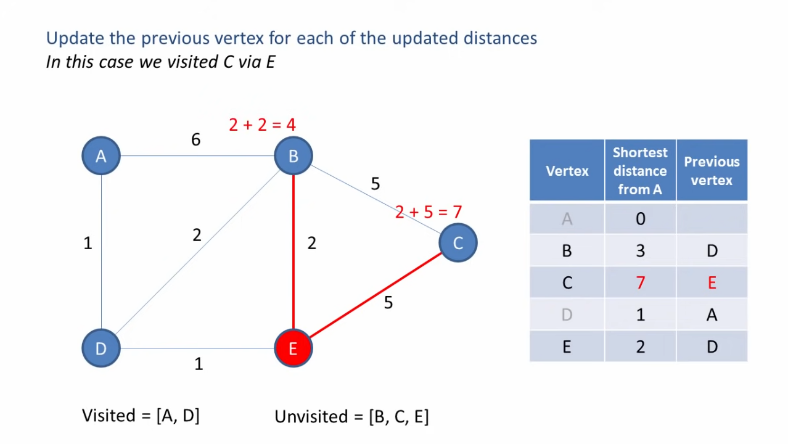 Update the previous vertex for each of the updated distances
In this case we visited C via E
2 + 2 = 4
6
A
B
5
2 + 5 = 7
1
2
2
C
5
D
E
1
Visited = [A, D]
Unvisited = [B, C, E]
Vertex Shortest distance from A Previous vertex
A 0
B 3 D
C 7 E
D 1 A
E 2 D